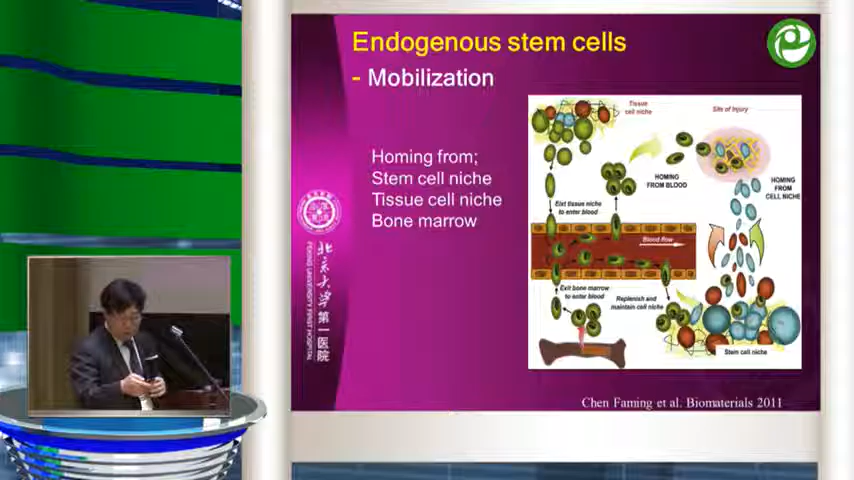 Endogenous stem cells
- Mobilization
Homing from;
Stem cell niche
Tissue cell niche
Bone marrow
Tissue
cell niche
Site of Injury
HOMING
FROM BLOOD
HOMING
FROM
CELL NICHE
Exit tissue niche
to enter blood
Blood flow
Exit bone marrow
to enter blood
Replenish and
maintain cell niche
Stem cell niche
Chen Faming et al. Biomaterials 2011
北京大学第一医院
PEKING UNIVERSITY FIRST HOSPITAL